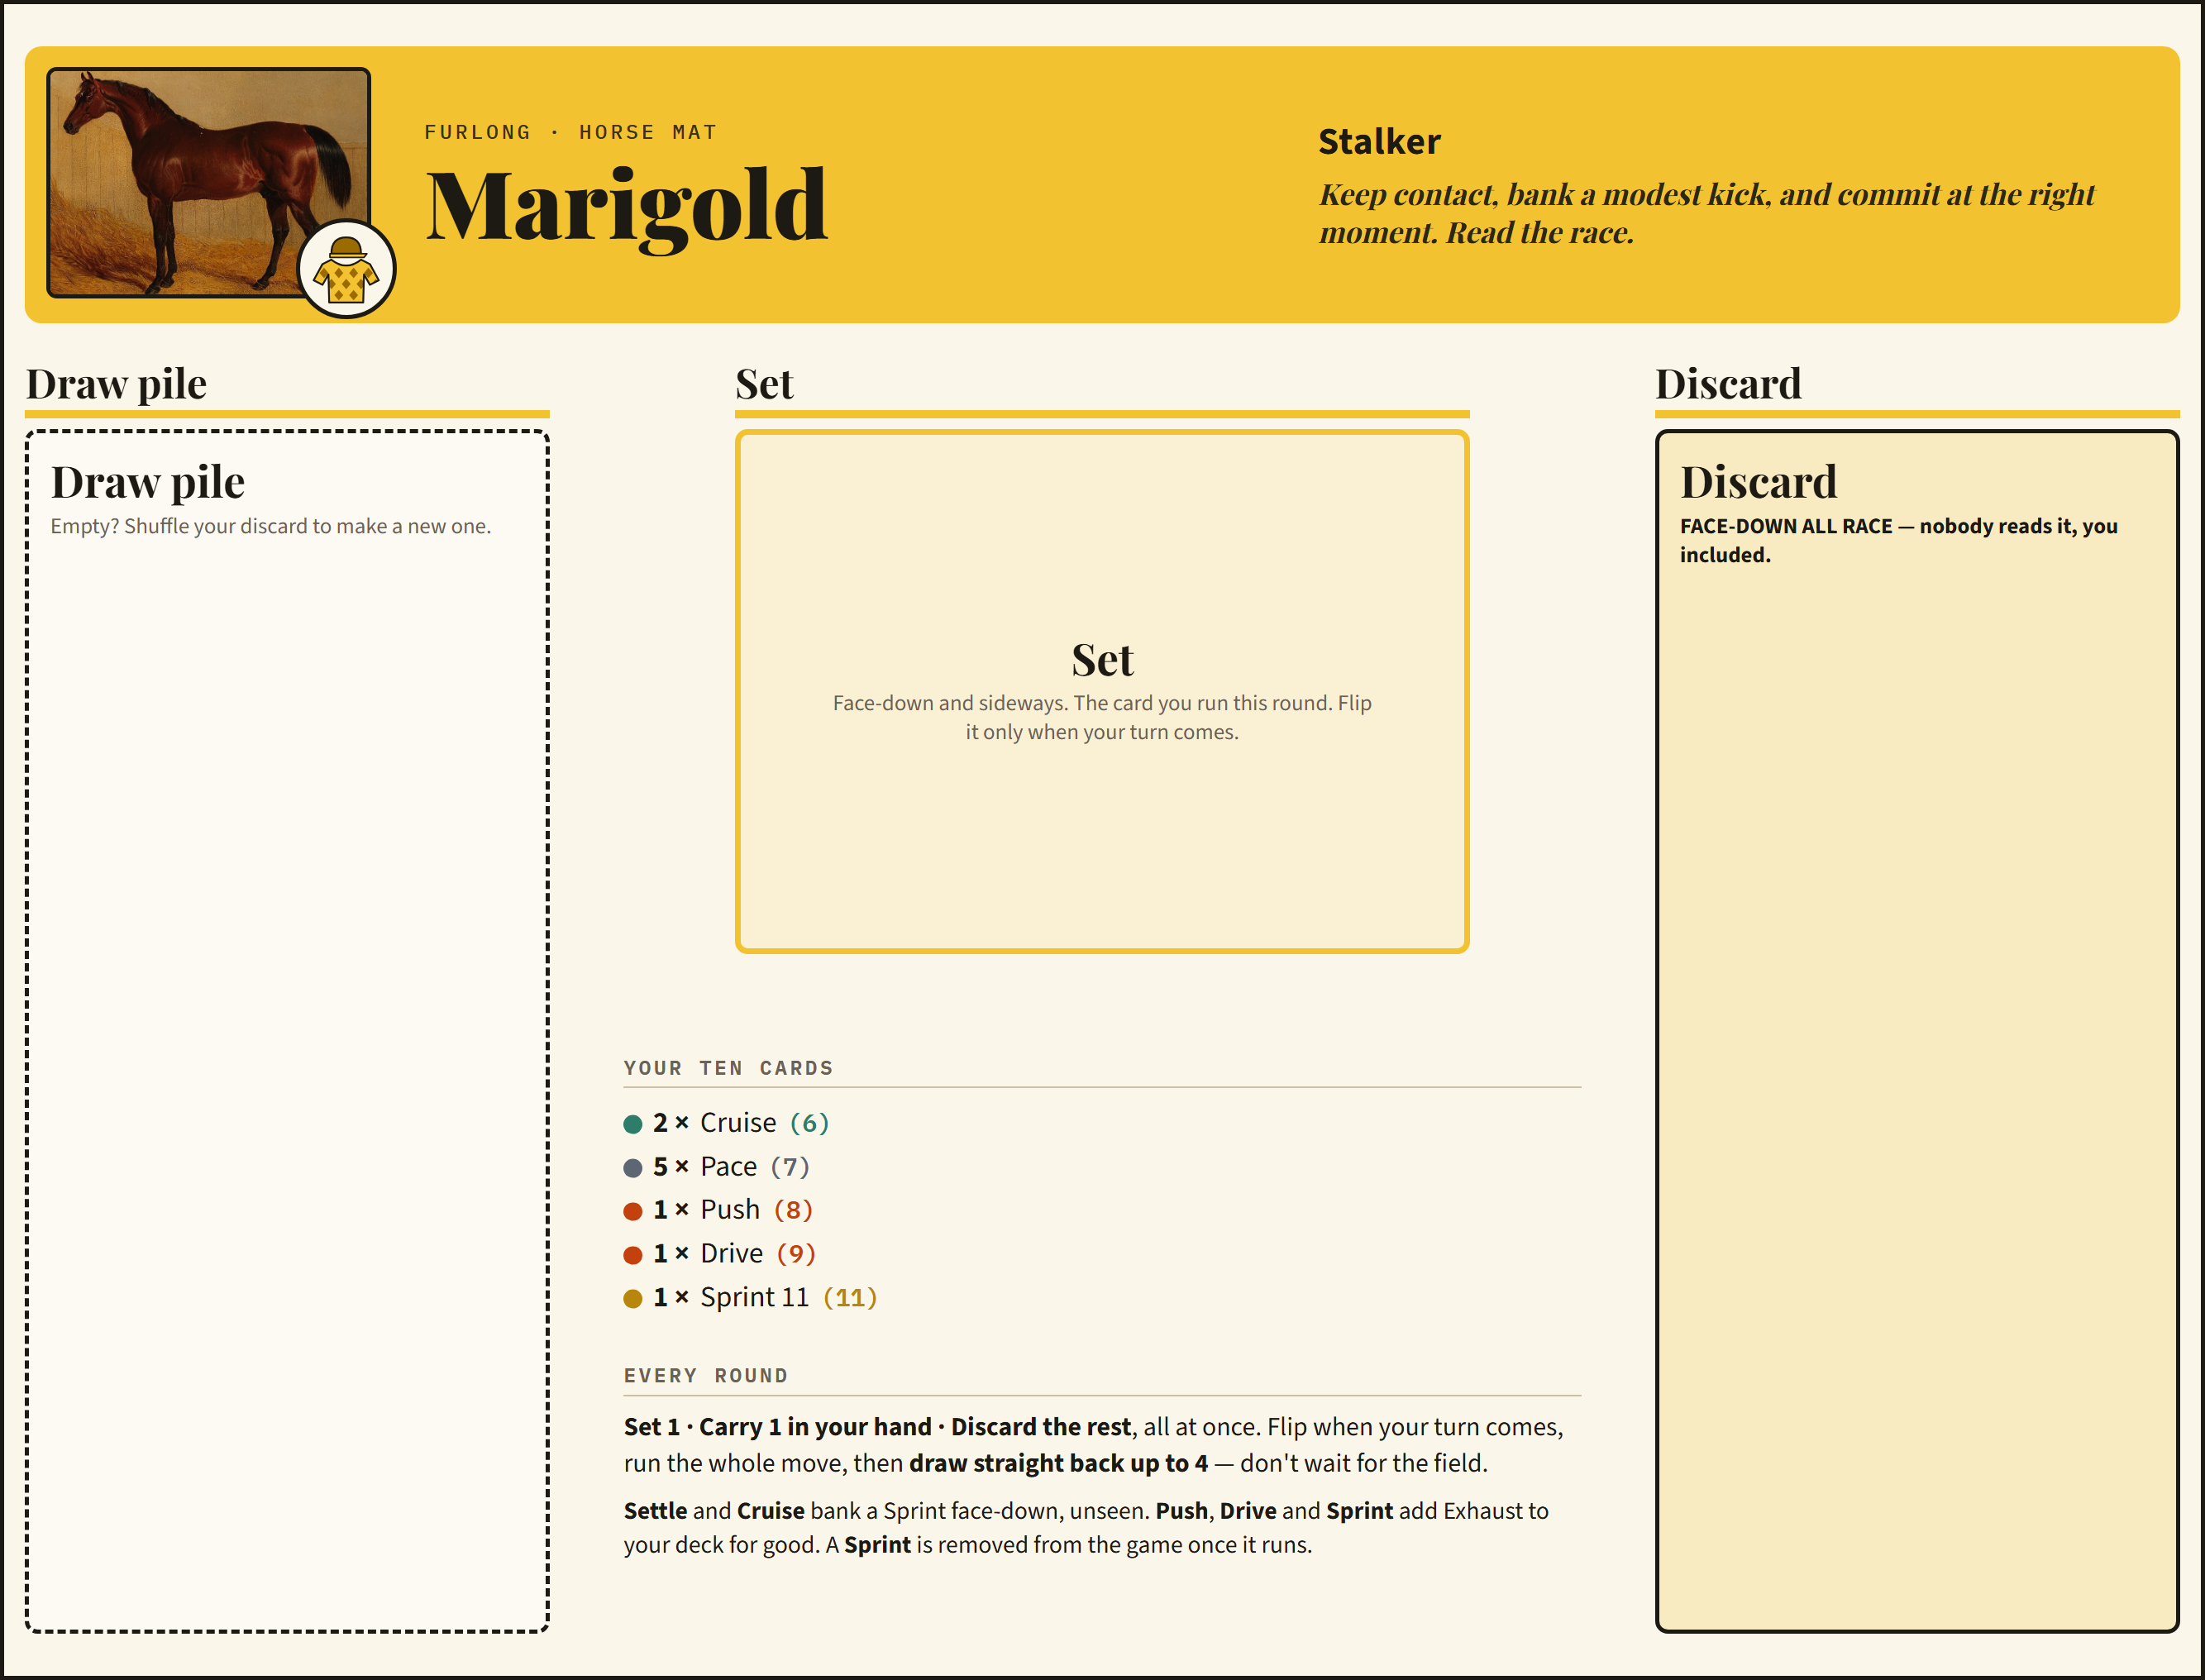 FURLONG · HORSE MAT
Marigold
Stalker
Keep contact, bank a modest kick, and commit at the right
moment. Read the race.
Draw pile
Draw pile
Empty? Shuffle your discard to make a new one.
Set
Set
Face-down and sideways. The card you run this round. Flip
it only when your turn comes.
Discard
Discard
FACE-DOWN ALL RACE — nobody reads it, you
included.
YOUR TEN CARDS
2 × Cruise (6)
5 × Pace (7)
1 × Push (8)
1 × Drive (9)
1 × Sprint 11 (11)
EVERY ROUND
Set 1 · Carry 1 in your hand · Discard the rest, all at once. Flip when your turn comes,
run the whole move, then draw straight back up to 4 — don't wait for the field.
Settle and Cruise bank a Sprint face-down, unseen. Push, Drive and Sprint add Exhaust to
your deck for good. A Sprint is removed from the game once it runs.